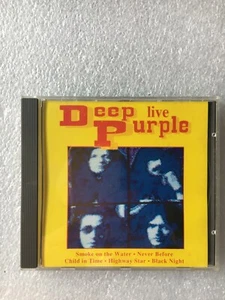 Deep live
Purple
Smoke on the Water • Never Before
Child in Time • Highway Star • Black Night